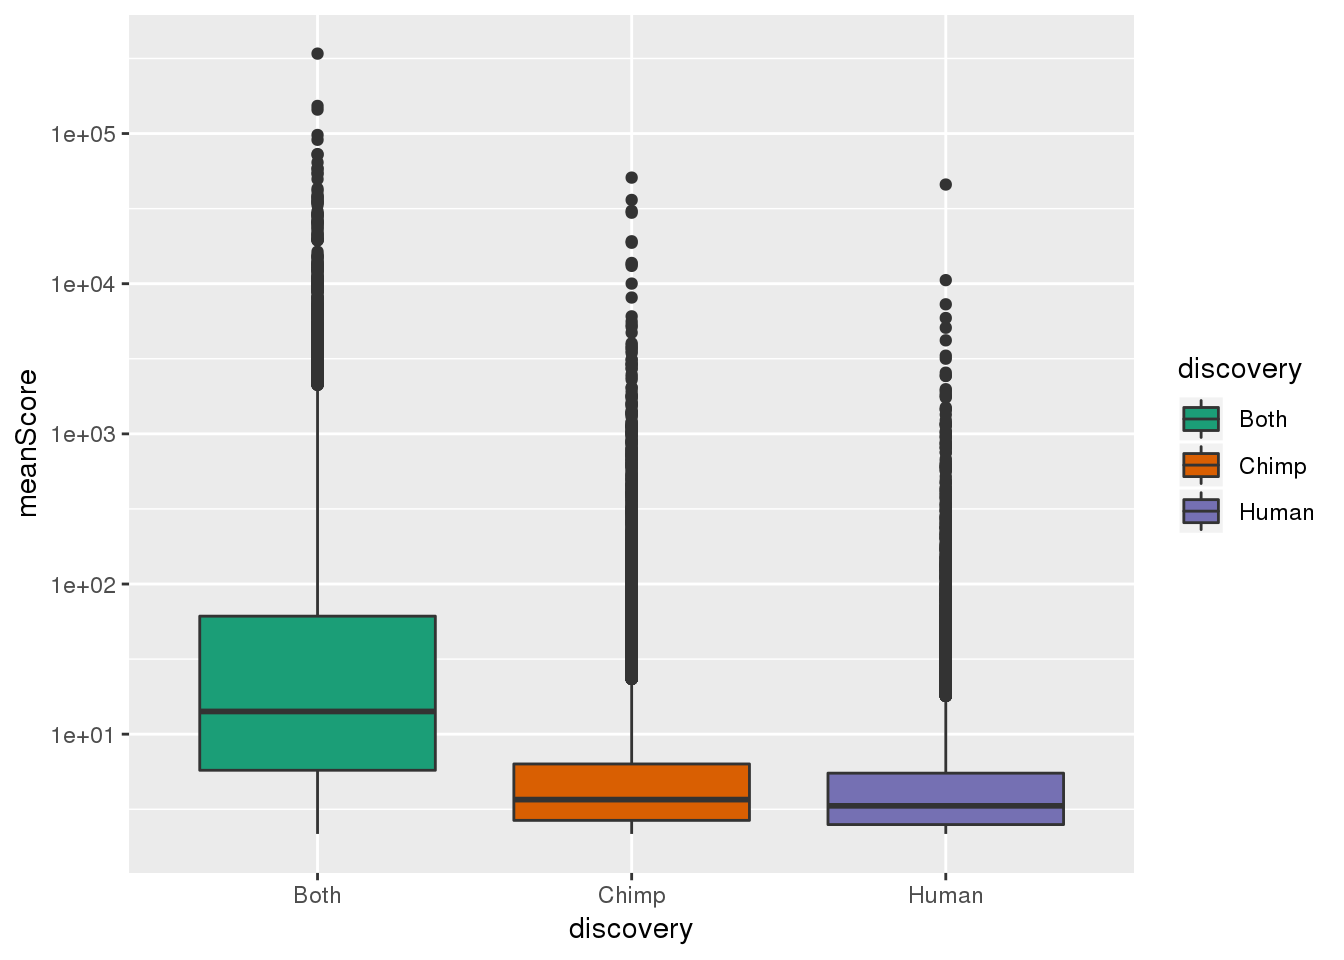 meanScore
1e+05
1e+04
1e+03
1e+02
1e+01
Both
Chimp
Human
discovery
discovery
Both
Chimp
Human